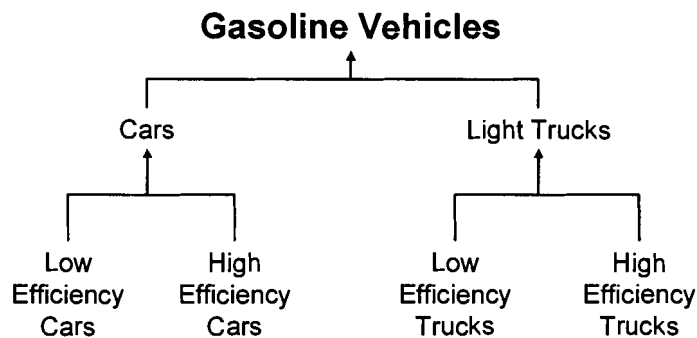 Gasoline Vehicles
Cars
Light Trucks
Low
Efficiency
Cars
High
Efficiency
Cars
Low
Efficiency
Trucks
High
Efficiency
Trucks